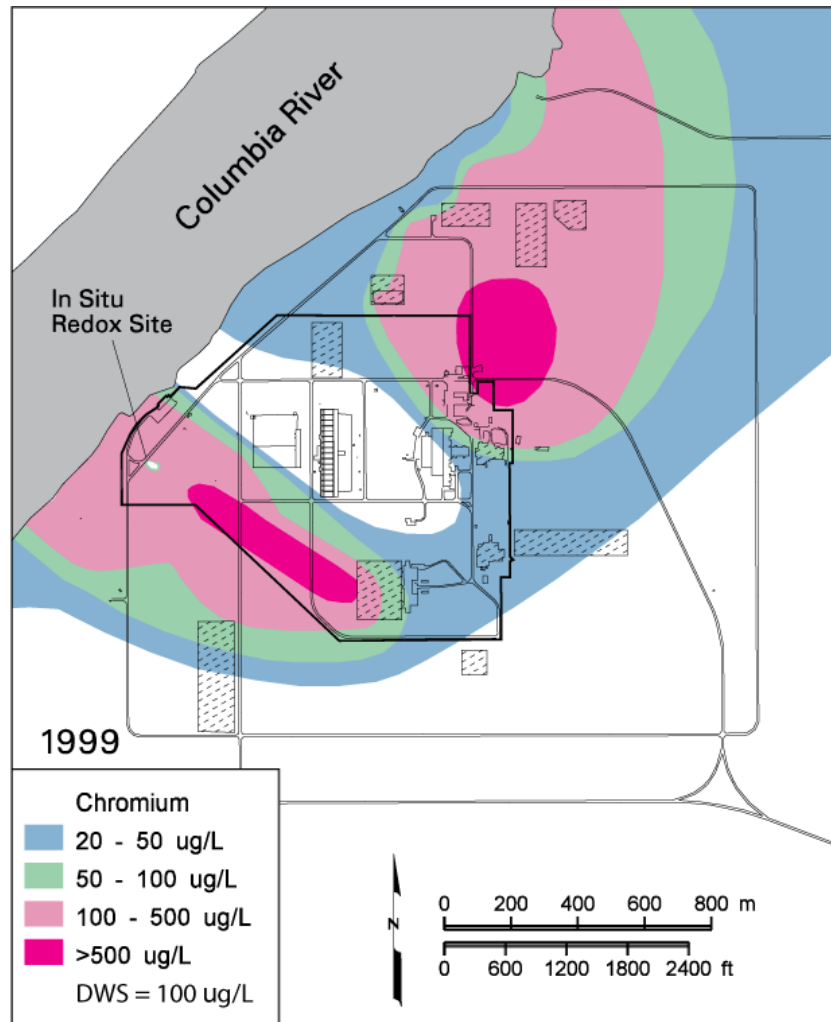 Columbia River
In Situ
Redox Site
1999
Chromium
20 - 50 ug/L
50 - 100 ug/L
100 - 500 ug/L
>500 ug/L
DWS = 100 ug/L
N
0 200 400 600 800 m
0 600 1200 1800 2400 ft